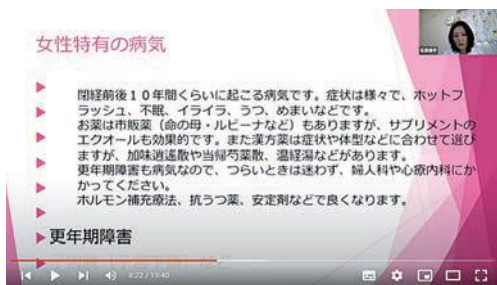 女性特有の病気
閉経前後１０年間くらいに起こる病気です。症状は様々で、ホットフ
ラッシュ、不眠、イライラ、うつ、めまいなどです。
お薬は市販薬（命の母・ルビーナなど）もありますが、サプリメントの
エクオールも効果的です。また漢方薬は症状や体型などに合わせて選び
ますが、加味逍遥散や当帰芍薬散、温経湯などがあります。
更年期障害も病気なので、つらいときは迷わず、婦人科や心療内科にか
かってください。
ホルモン補充療法、抗うつ薬、安定剤などで良くなります。
更年期障害
8:22 / 13:40